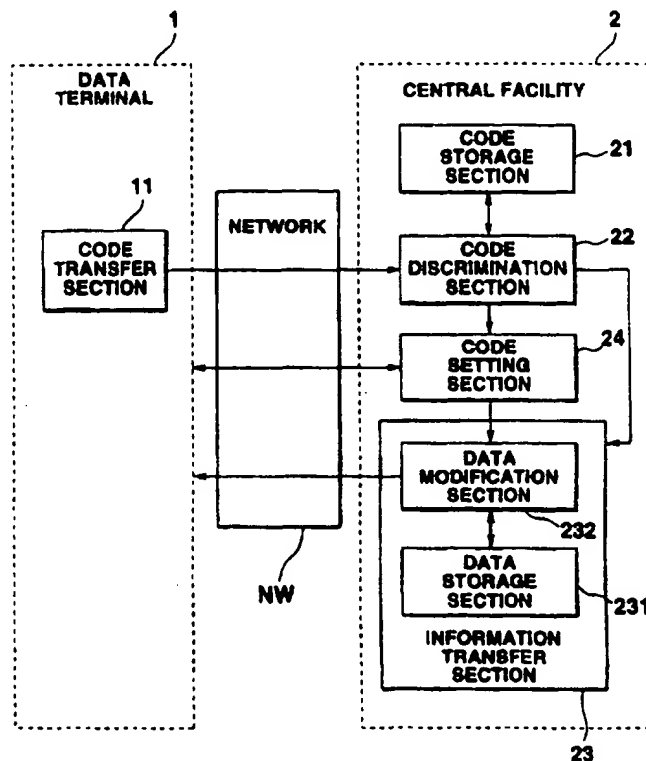 1
DATA
TERMINAL
11
CODE
TRANSFER
SECTION
NETWORK
NW
2
CENTRAL FACILITY
CODE
STORAGE
SECTION
21
CODE
DISCRIMINATION
SECTION
22
CODE
SETTING
SECTION
24
DATA
MODIFICATION
SECTION
232
DATA
STORAGE
SECTION
231
INFORMATION
TRANSFER
SECTION
23